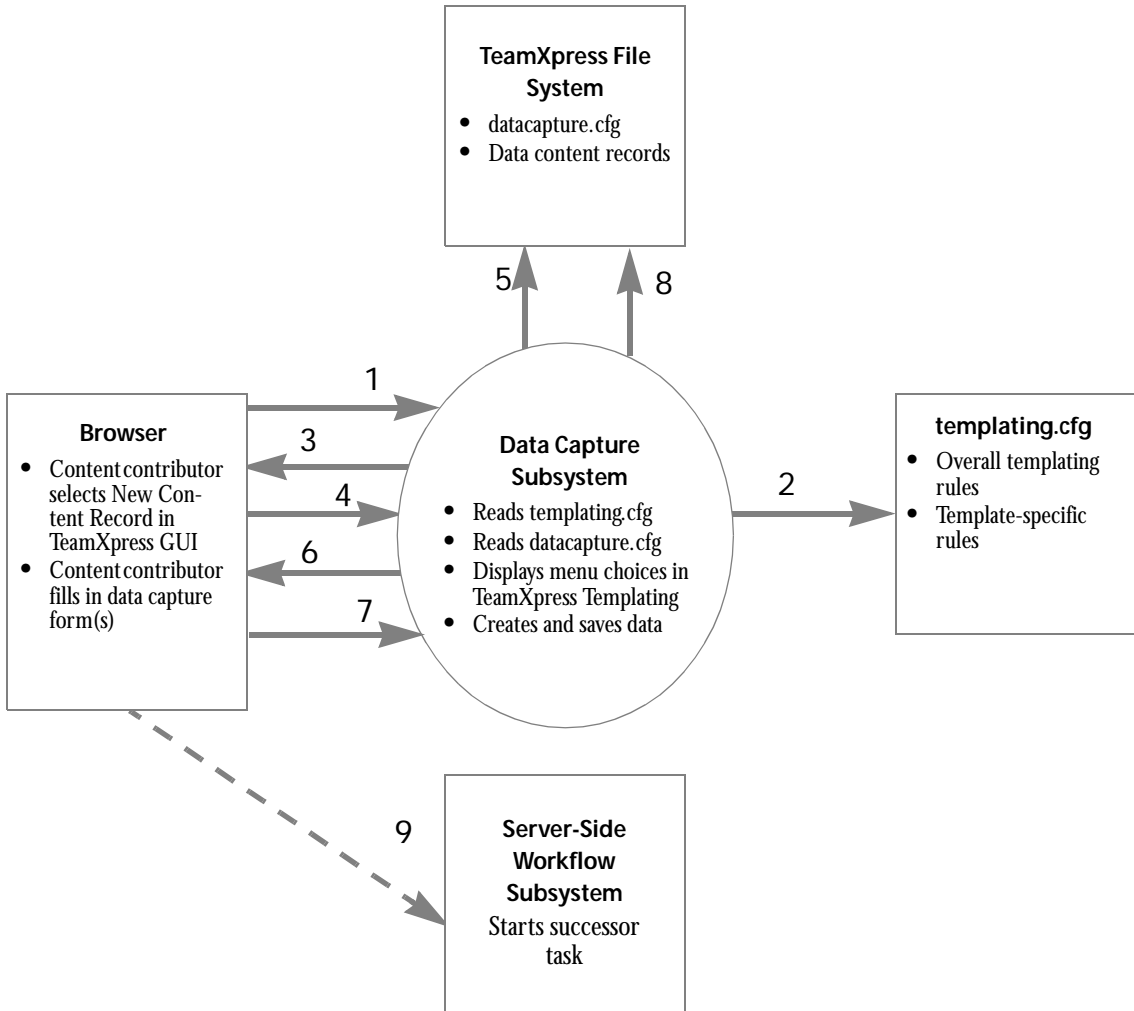 TeamXpress File
System
• datacapture.cfg
• Data content records
5
8
1
3
4
6
7
2
Browser
• Content contributor
selects New Con-
tent Record in
TeamXpress GUI
• Content contributor
fills in data capture
form(s)
Data Capture
Subsystem
• Reads templating.cfg
• Reads datacapture.cfg
• Displays menu choices in
TeamXpress Templating
• Creates and saves data
templating.cfg
• Overall templating
rules
• Template-specific
rules
9
Server-Side
Workflow
Subsystem
Starts successor
task